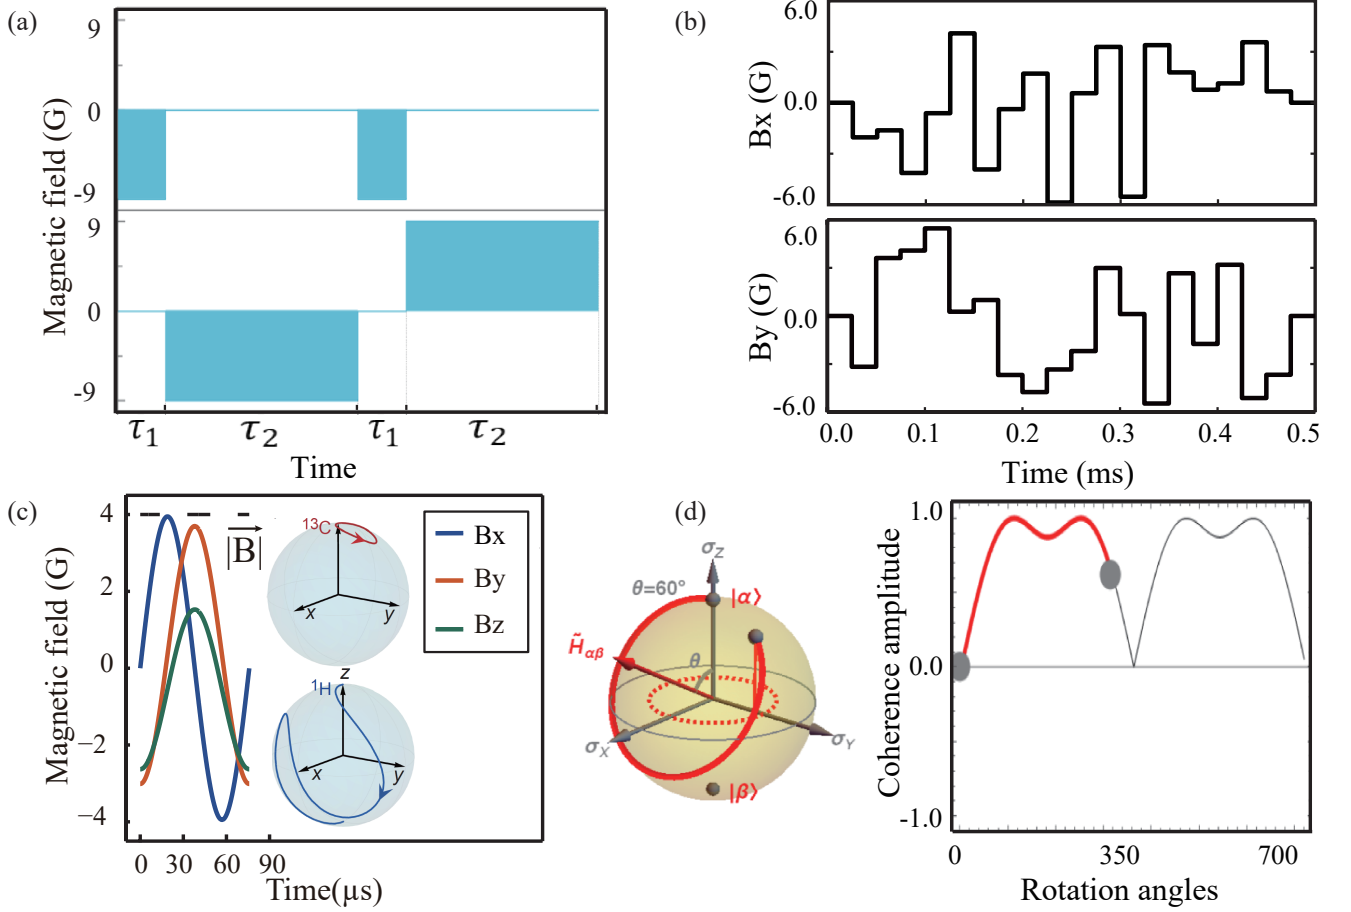 (a)
Magnetic field (G)
9
0
-9
9
0
-9
τ1 τ2 τ1 τ2
Time
(b)
Bx (G)
6.0
0.0
-6.0
By (G)
6.0
0.0
-6.0
0.0 0.1 0.2 0.3 0.4 0.5
Time (ms)
(c)
Magnetic field (G)
4
2
0
−2
−4
0 30 60 90
Time(µs)
|B|
13C
x
y
z
1H
x
y
Bx
By
Bz
(d)
σZ
θ=60°
|α⟩
H̃αβ
θ
σX
σY
|β⟩
Coherence amplitude
1.0
0.0
-1.0
0 350 700
Rotation angles